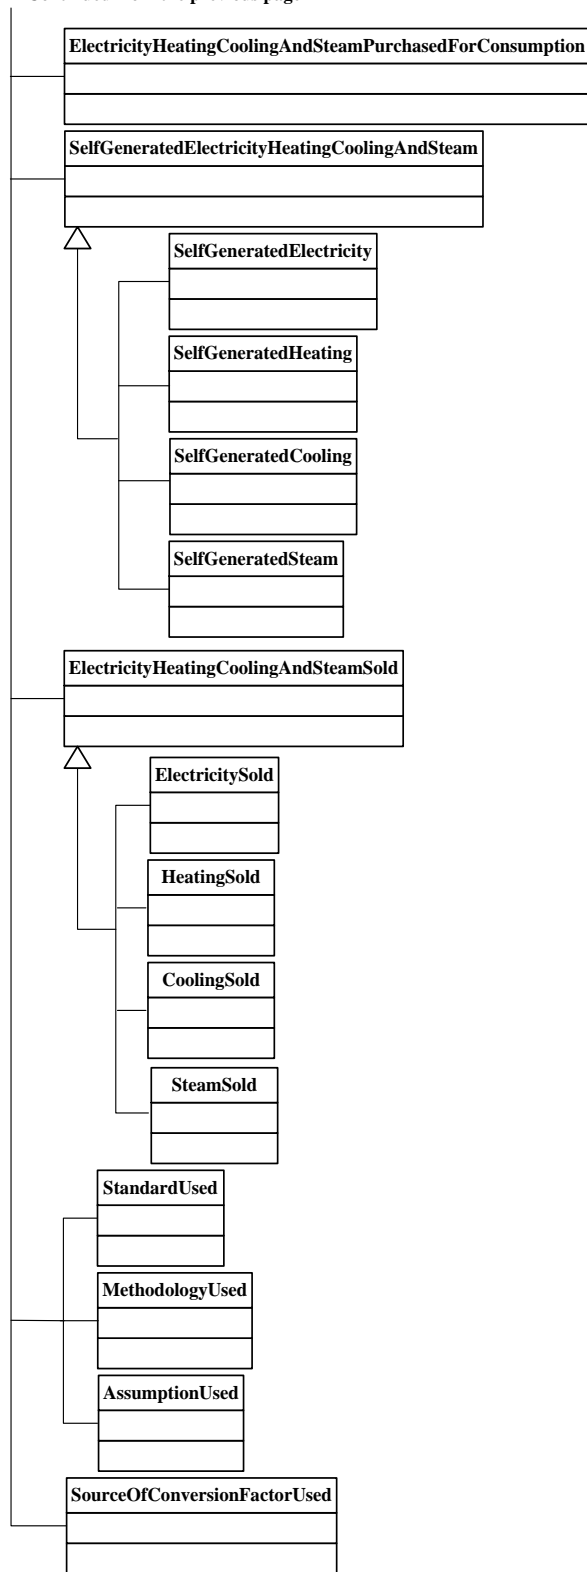 ElectricityHeatingCoolingAndSteamPurchasedForConsumption
SelfGeneratedElectricityHeatingCoolingAndSteam
SelfGeneratedElectricity
SelfGeneratedHeating
SelfGeneratedCooling
SelfGeneratedSteam
ElectricityHeatingCoolingAndSteamSold
ElectricitySold
HeatingSold
CoolingSold
SteamSold
StandardUsed
MethodologyUsed
AssumptionUsed
SourceOfConversionFactorUsed